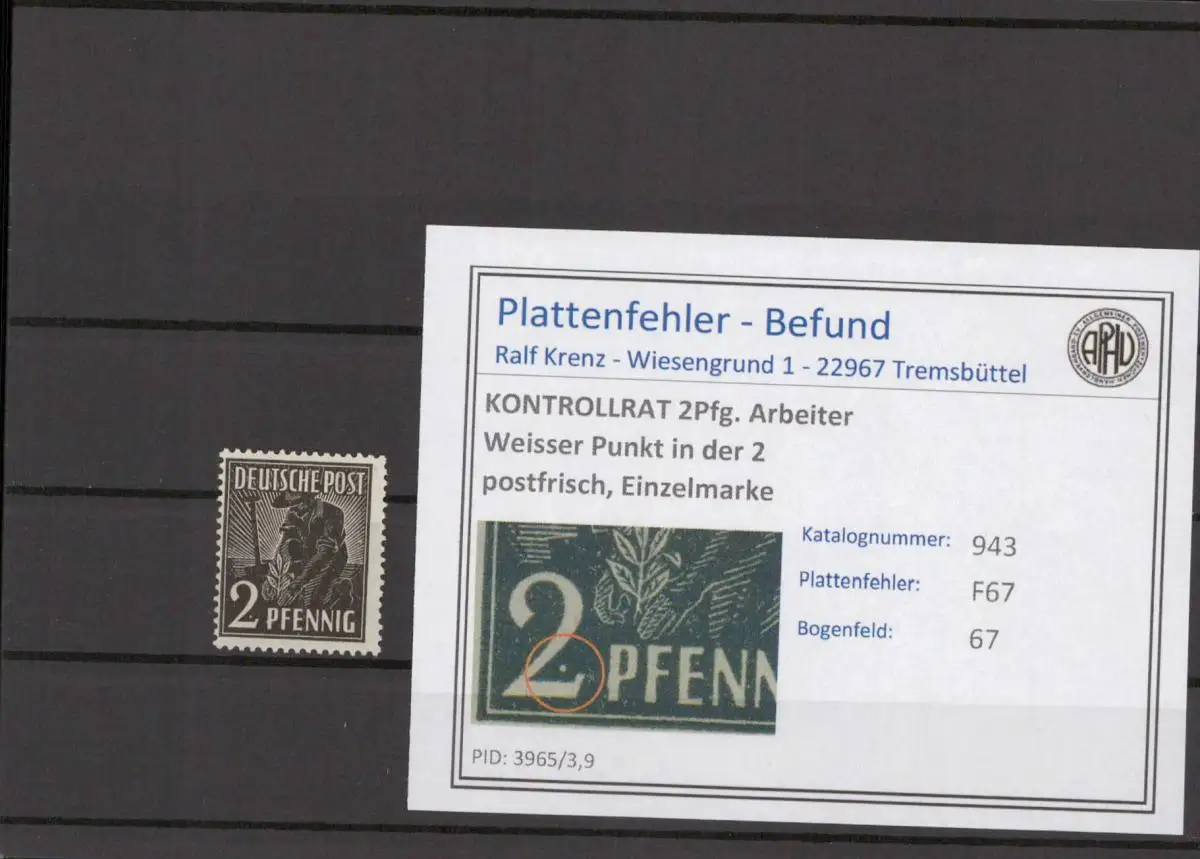 DEUTSCHE POST
2 PFENNIG
Plattenfehler - Befund
Ralf Krenz - Wiesengrund 1 - 22967 Tremsbüttel
APHV
KONTROLLRAT 2Pfg. Arbeiter
Weisser Punkt in der 2
postfrisch, Einzelmarke
2 PFENN
Katalognummer: 943
Plattenfehler: F67
Bogenfeld: 67
PID: 3965/3,9